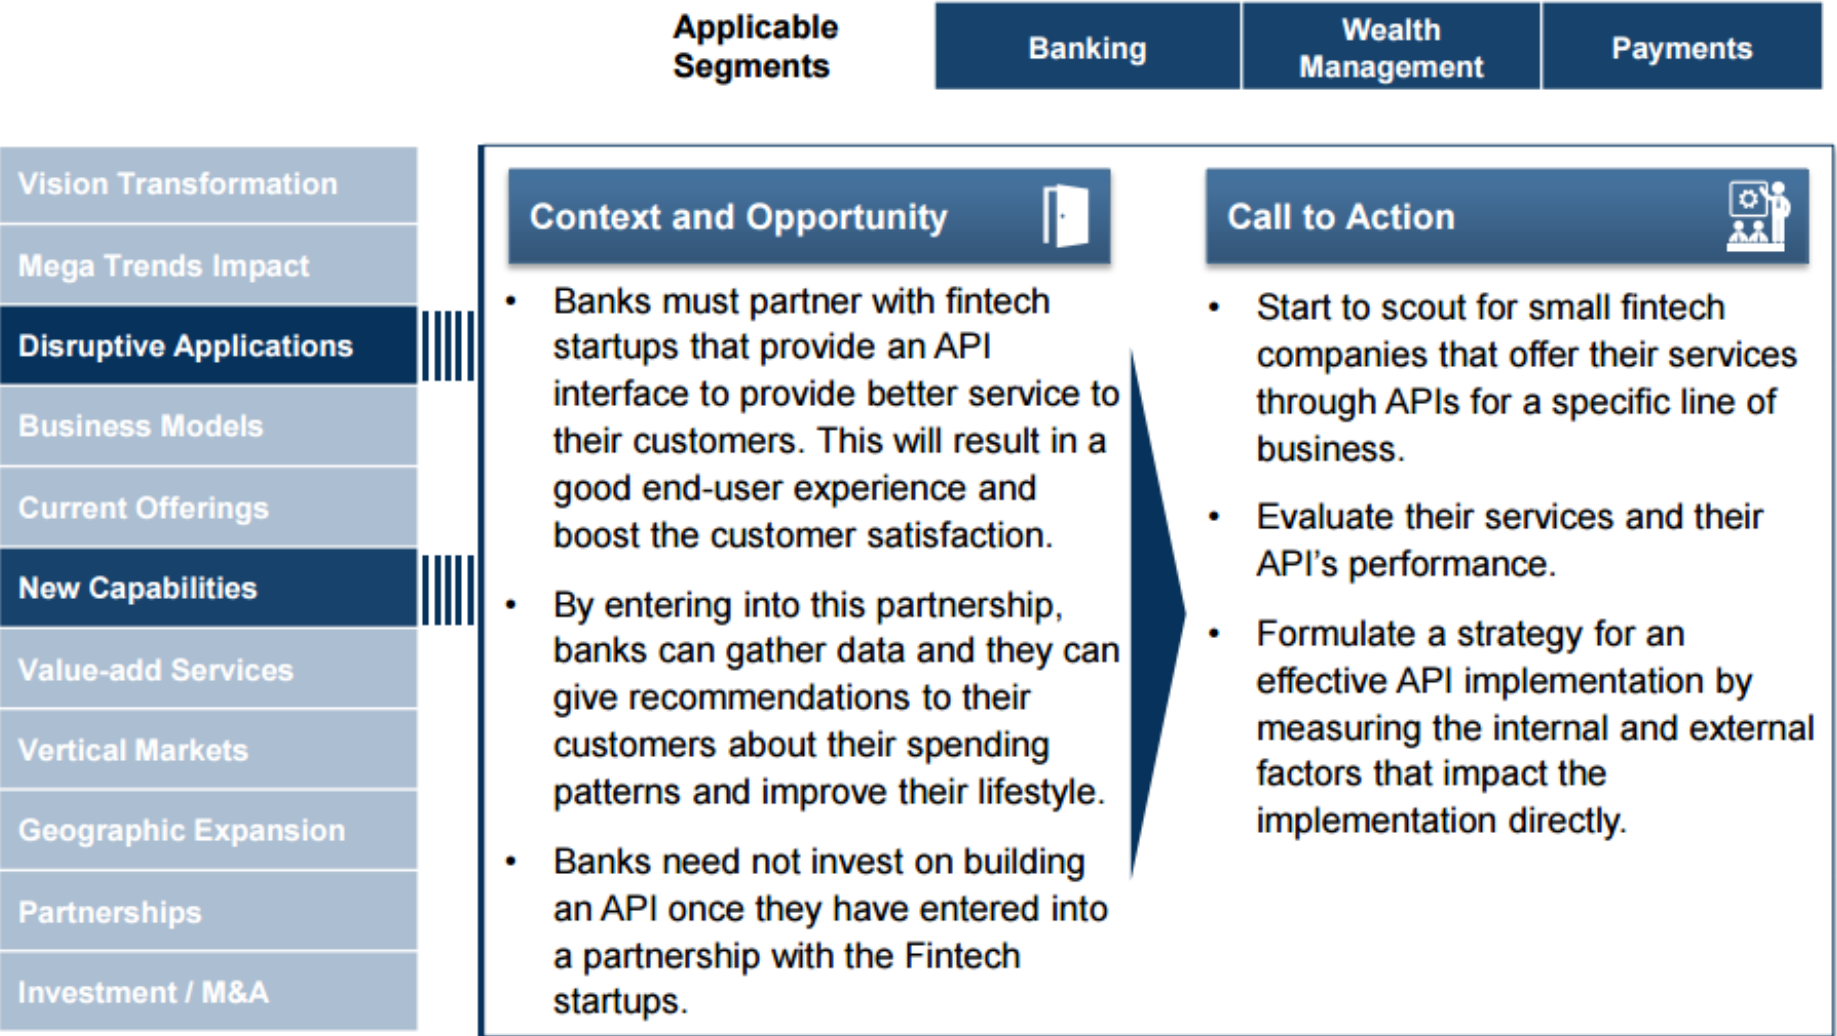 Applicable
Segments
Banking
Wealth
Management
Payments
Vision Transformation
Mega Trends Impact
Disruptive Applications
Business Models
Current Offerings
New Capabilities
Value-add Services
Vertical Markets
Geographic Expansion
Partnerships
Investment / M&A
Context and Opportunity
• Banks must partner with fintech
startups that provide an API
interface to provide better service to
their customers. This will result in a
good end-user experience and
boost the customer satisfaction.
• By entering into this partnership,
banks can gather data and they can
give recommendations to their
customers about their spending
patterns and improve their lifestyle.
• Banks need not invest on building
an API once they have entered into
a partnership with the Fintech
startups.
Call to Action
• Start to scout for small fintech
companies that offer their services
through APIs for a specific line of
business.
• Evaluate their services and their
API’s performance.
• Formulate a strategy for an
effective API implementation by
measuring the internal and external
factors that impact the
implementation directly.